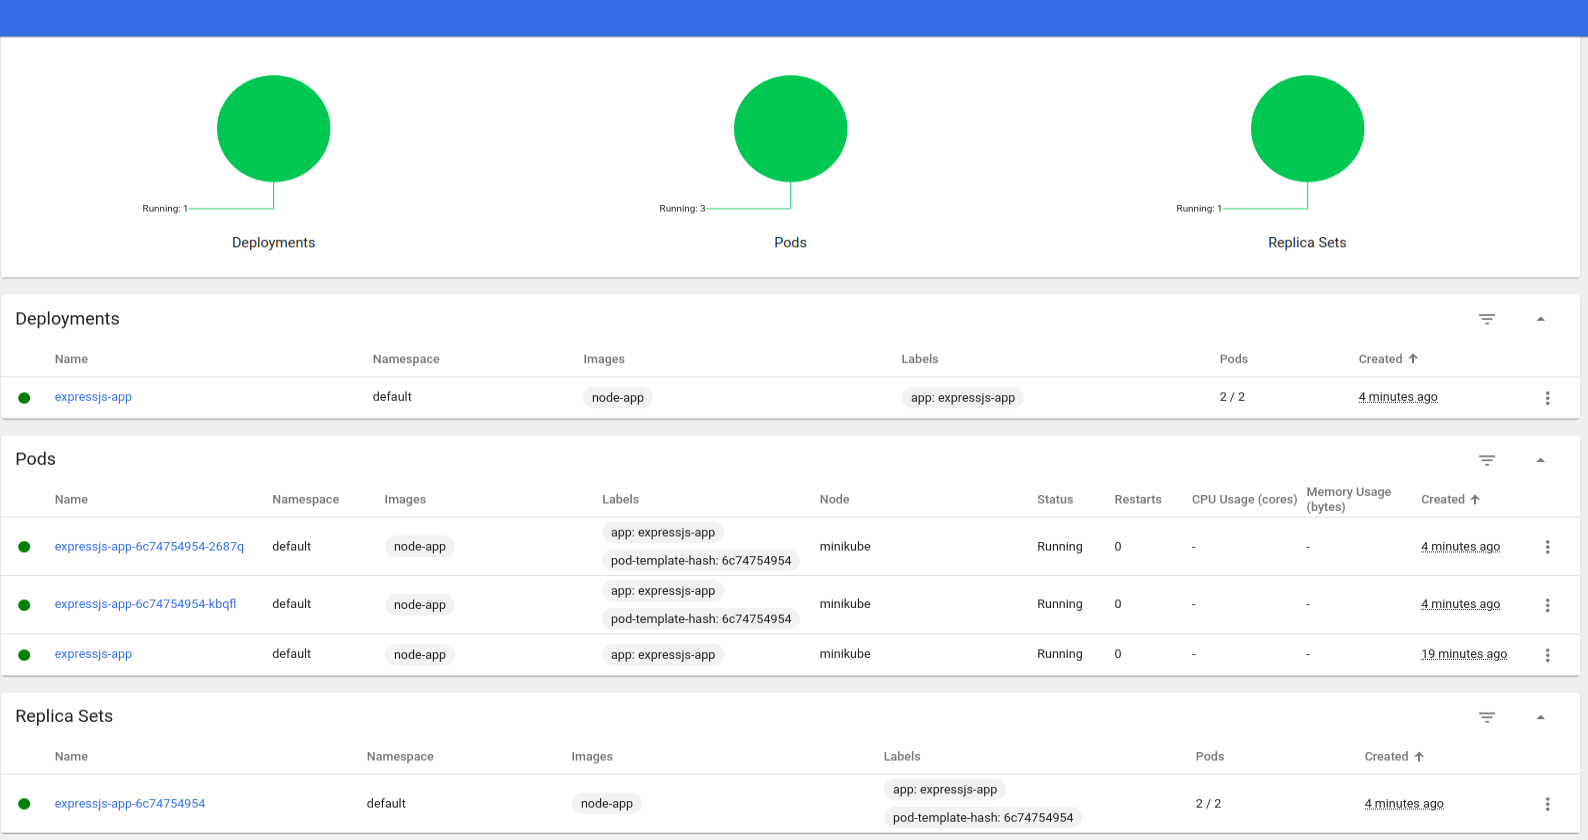 Running: 1
Running: 3
Running: 1
Deployments
Pods
Replica Sets
Deployments
Name Namespace Images Labels Pods Created
expressjs-app default node-app app: expressjs-app 2 / 2 4 minutes ago
Pods
Name Namespace Images Labels Node Status Restarts CPU Usage (cores) Memory Usage (bytes) Created
expressjs-app-6c74754954-2687q default node-app app: expressjs-app pod-template-hash: 6c74754954 minikube Running 0 - - 4 minutes ago
expressjs-app-6c74754954-kbqfl default node-app app: expressjs-app pod-template-hash: 6c74754954 minikube Running 0 - - 4 minutes ago
expressjs-app default node-app app: expressjs-app minikube Running 0 - - 19 minutes ago
Replica Sets
Name Namespace Images Labels Pods Created
expressjs-app-6c74754954 default node-app app: expressjs-app pod-template-hash: 6c74754954 2 / 2 4 minutes ago